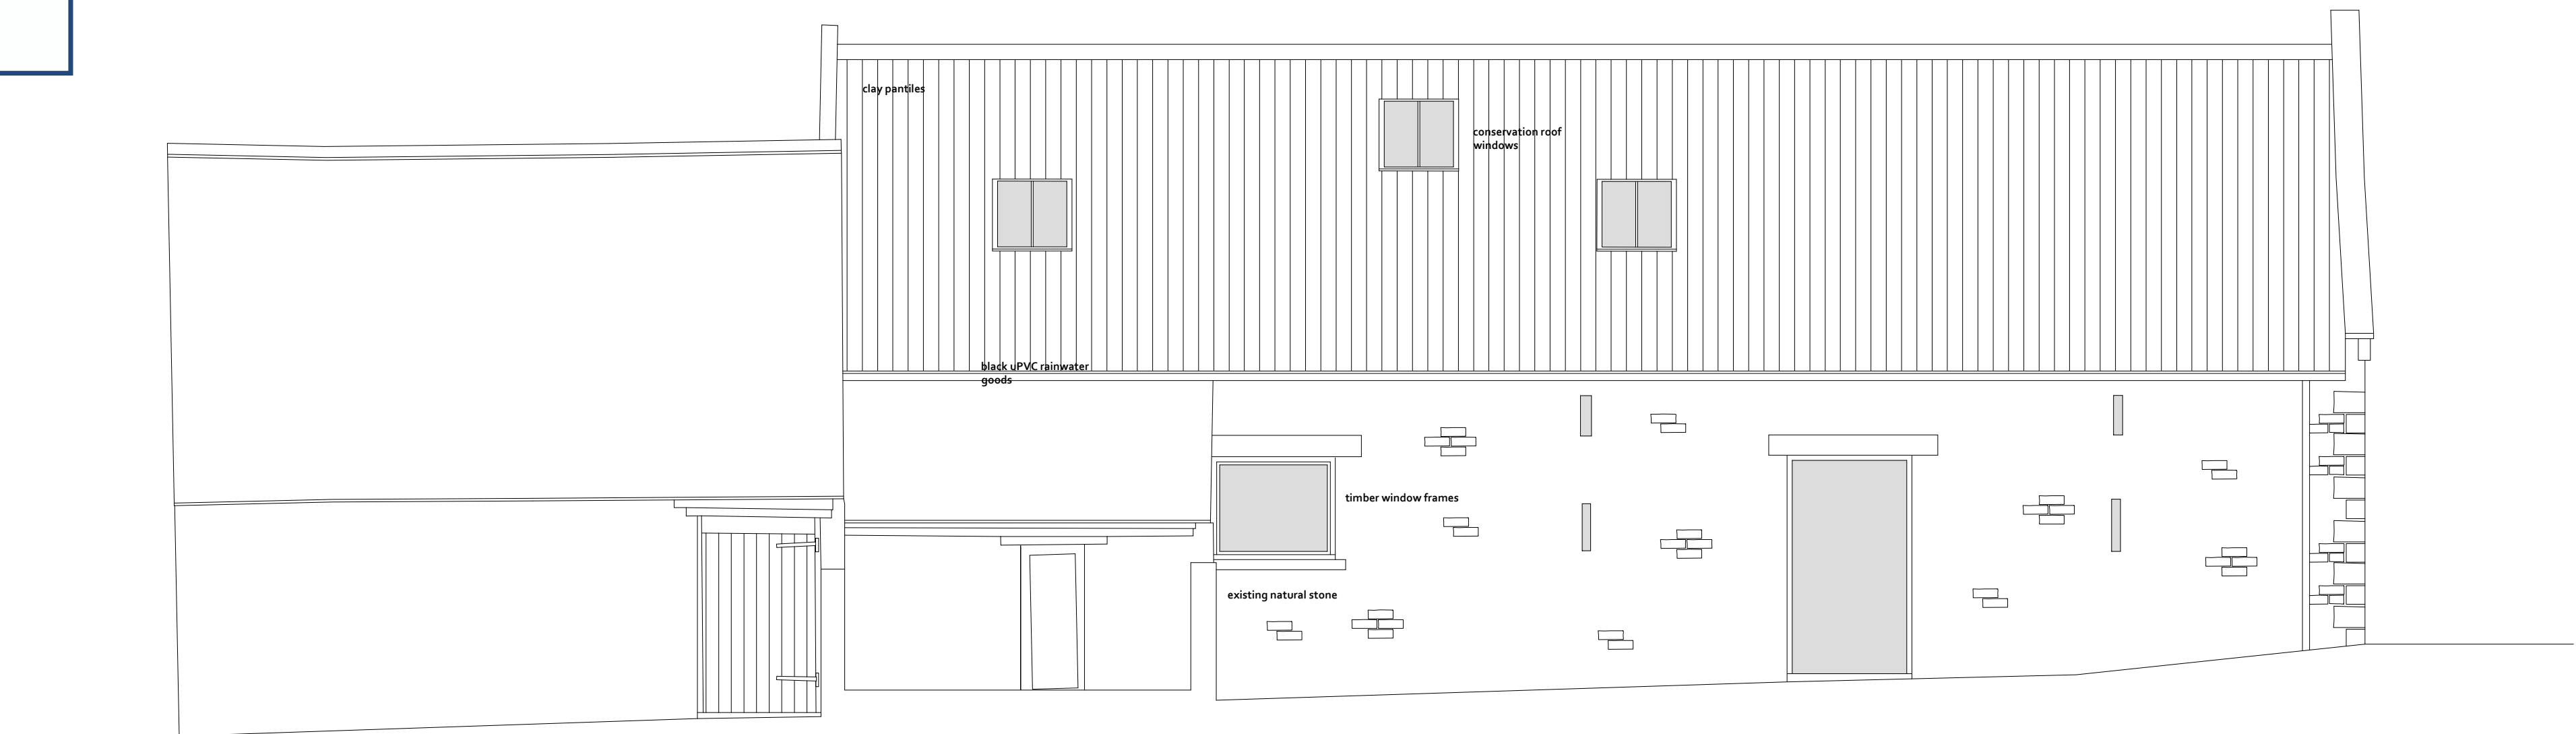 clay pantiles
conservation roof
windows
black uPVC rainwater
goods
timber window frames
existing natural stone